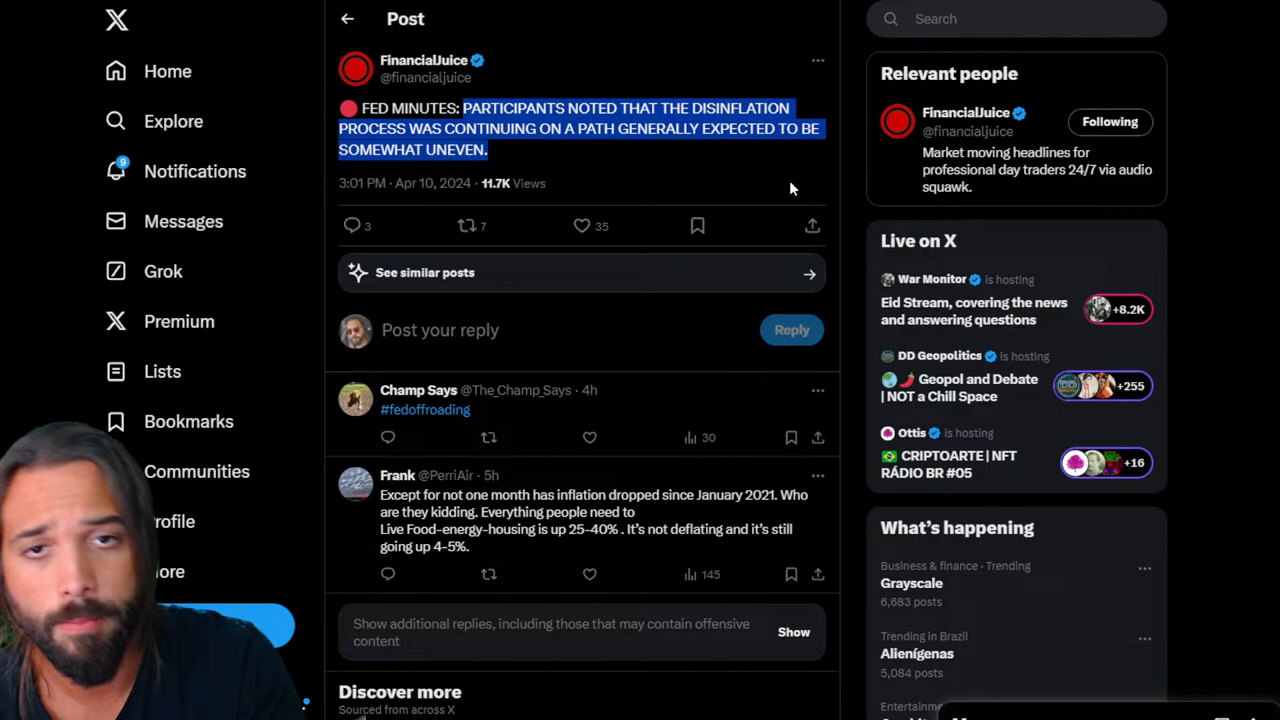 Home
Explore
9
Notifications
Messages
Grok
Premium
Lists
Bookmarks
Communities
Post
FinancialJuice
@financialjuice
FED MINUTES: PARTICIPANTS NOTED THAT THE DISINFLATION
PROCESS WAS CONTINUING ON A PATH GENERALLY EXPECTED TO BE
SOMEWHAT UNEVEN.
3:01 PM · Apr 10, 2024 · 11.7K Views
3 7 35
See similar posts
Post your reply
Reply
Champ Says @The_Champ_Says · 4h
#fedoffroading
30
Frank @PerriAir · 5h
Except for not one month has inflation dropped since January 2021. Who
are they kidding. Everything people need to
Live Food-energy-housing is up 25-40% . It's not deflating and it's still
going up 4-5%.
145
Show additional replies, including those that may contain offensive
content
Show
Discover more
Sourced from across X
Search
Relevant people
FinancialJuice
@financialjuice
Following
Market moving headlines for
professional day traders 24/7 via audio
squawk.
Live on X
War Monitor is hosting
Eid Stream, covering the news
and answering questions
+8.2K
DD Geopolitics is hosting
Geopol and Debate
| NOT a Chill Space
+255
Ottis is hosting
CRIPTOARTE | NFT
RÁDIO BR #05
+16
What's happening
Business & finance · Trending
Grayscale
6,683 posts
Trending in Brazil
Alienígenas
5,084 posts